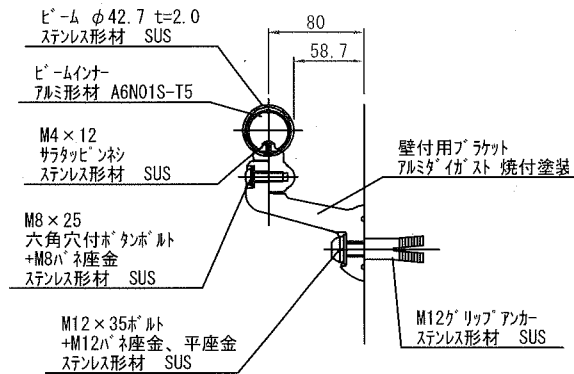 ビーム φ42.7 t=2.0
ステンレス形材 SUS
ビームインナー
アルミ形材 A6N01S-T5
M4×12
サラタッピンネジ
ステンレス形材 SUS
M8×25
六角穴付ボタンボルト
+M8バネ座金
ステンレス形材 SUS
M12×35ボルト
+M12バネ座金、平座金
ステンレス形材 SUS
80
58.7
壁付用ブラケット
アルミダイガスト 焼付塗装
M12グリップアンカー
ステンレス形材 SUS